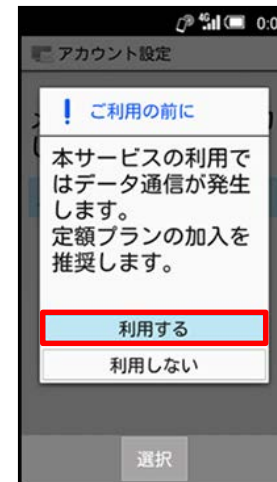 4G 0:0
アカウント設定
ご利用の前に
本サービスの利用で
はデータ通信が発生
します。
定額プランの加入を
推奨します。
利用する
利用しない
選択